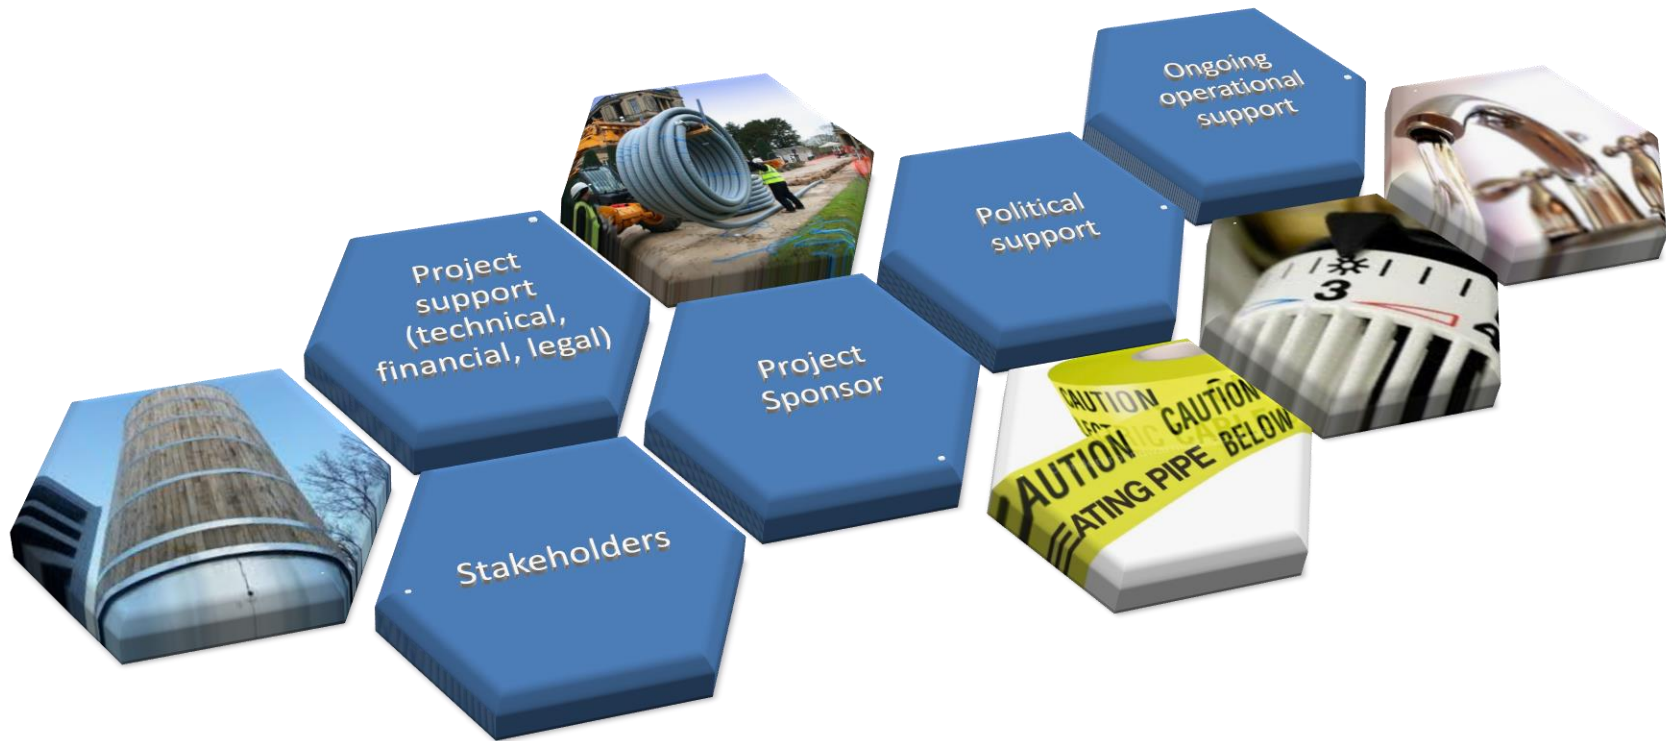 Ongoing
operational
support
Political
support
Project
support
(technical,
financial, legal)
Project
Sponsor
Stakeholders
3
CAUTION
CAUTION
AUTION
EATING PIPE BELOW